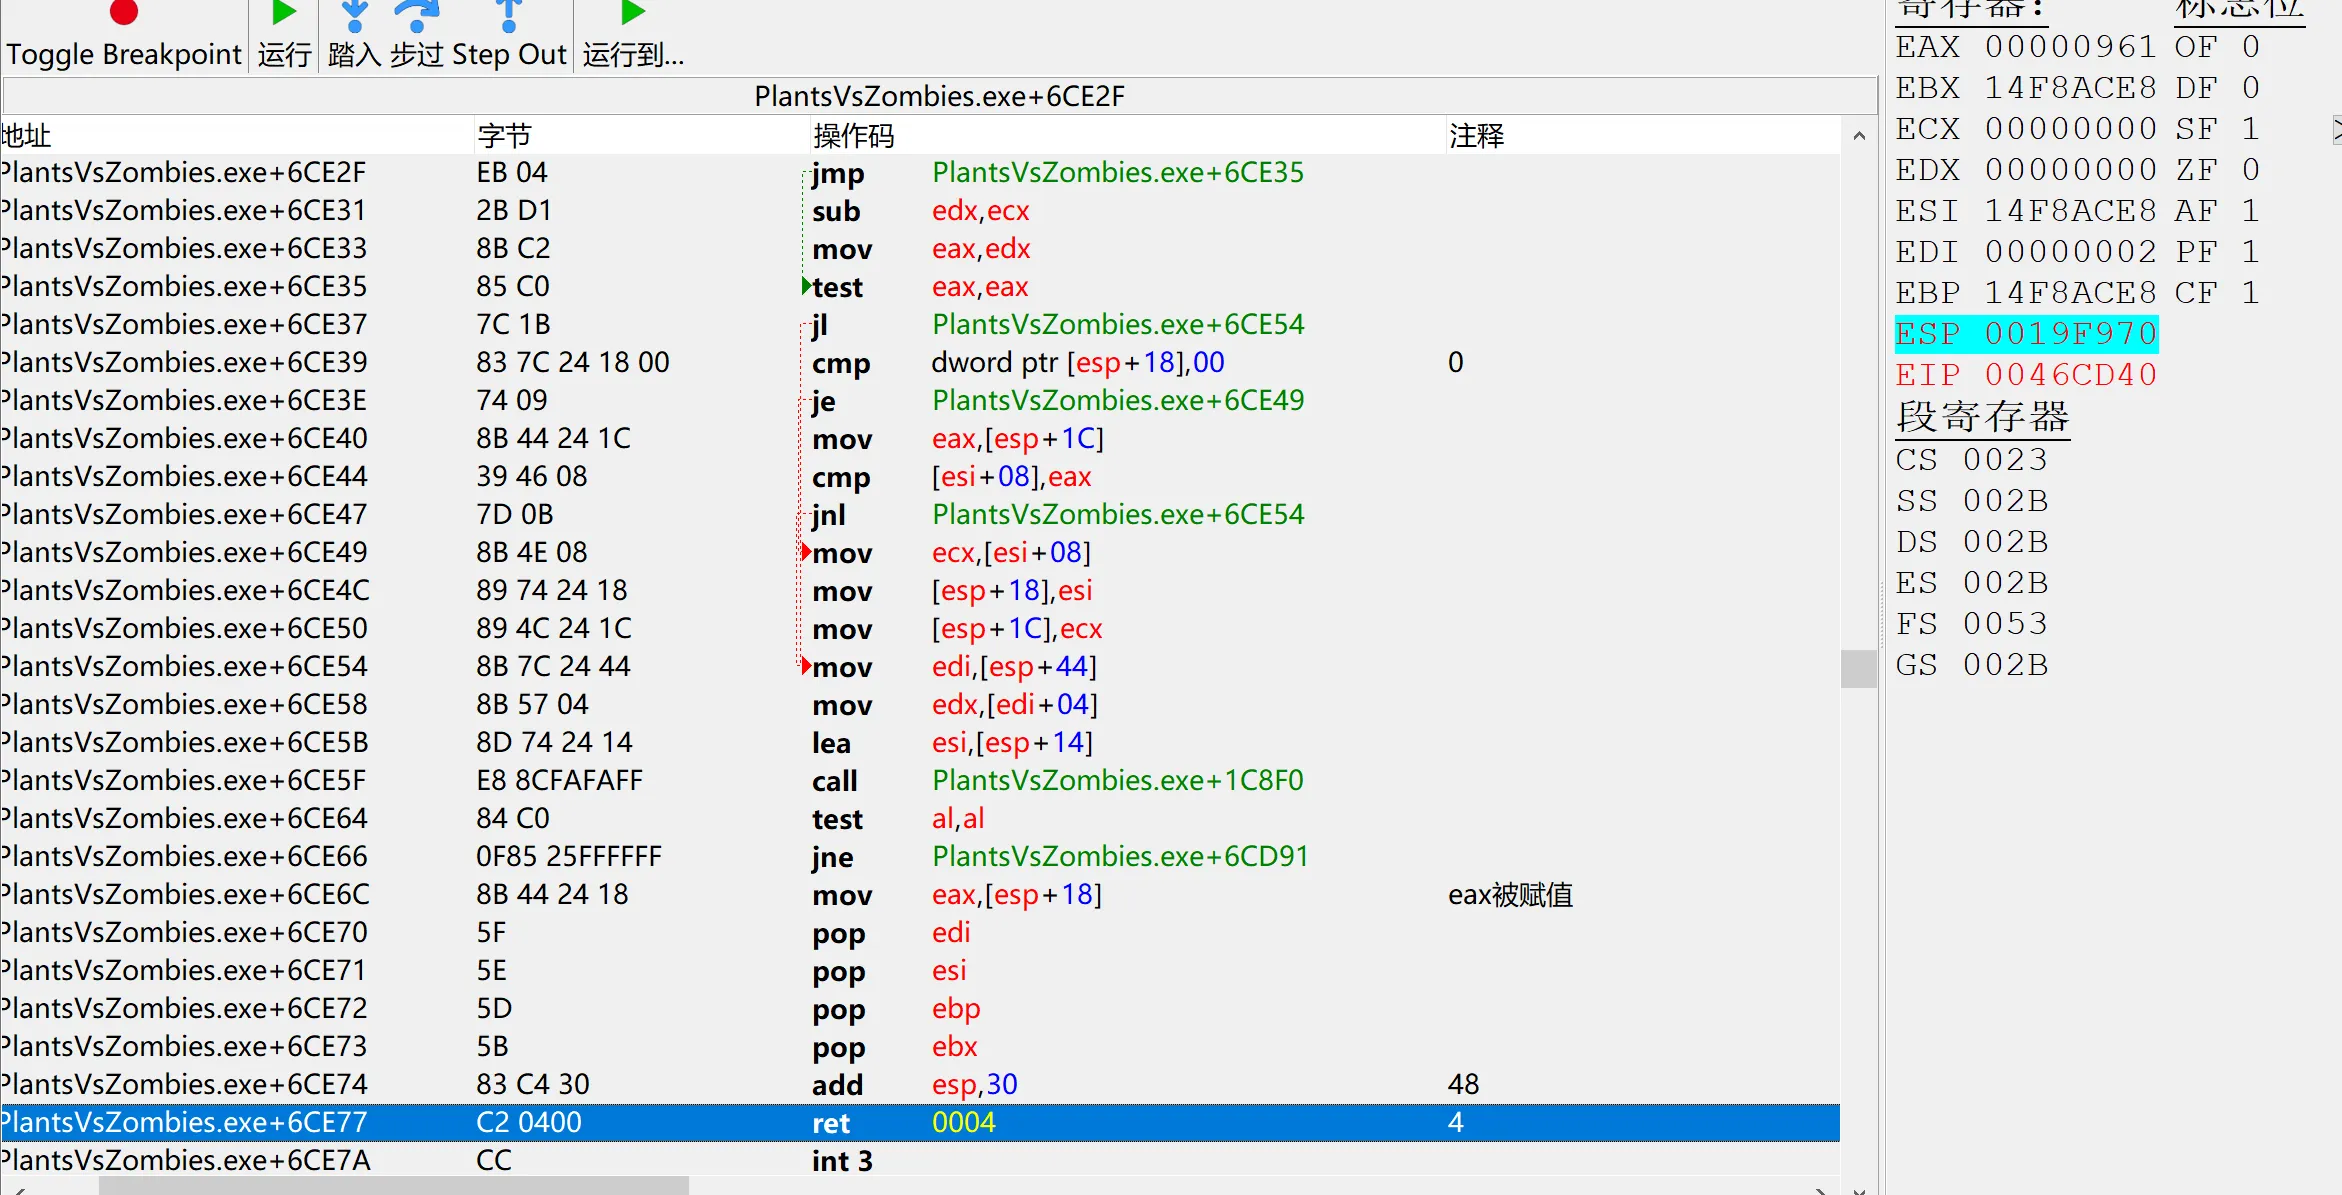 Toggle Breakpoint 运行 踏入 步过 Step Out 运行到...
PlantsVsZombies.exe+6CE2F
地址 字节 操作码 注释
PlantsVsZombies.exe+6CE2F EB 04 jmp PlantsVsZombies.exe+6CE35
PlantsVsZombies.exe+6CE31 2B D1 sub edx,ecx
PlantsVsZombies.exe+6CE33 8B C2 mov eax,edx
PlantsVsZombies.exe+6CE35 85 C0 test eax,eax
PlantsVsZombies.exe+6CE37 7C 1B jl PlantsVsZombies.exe+6CE54
PlantsVsZombies.exe+6CE39 83 7C 24 18 00 cmp dword ptr [esp+18],00 0
PlantsVsZombies.exe+6CE3E 74 09 je PlantsVsZombies.exe+6CE49
PlantsVsZombies.exe+6CE40 8B 44 24 1C mov eax,[esp+1C]
PlantsVsZombies.exe+6CE44 39 46 08 cmp [esi+08],eax
PlantsVsZombies.exe+6CE47 7D 0B jnl PlantsVsZombies.exe+6CE54
PlantsVsZombies.exe+6CE49 8B 4E 08 mov ecx,[esi+08]
PlantsVsZombies.exe+6CE4C 89 74 24 18 mov [esp+18],esi
PlantsVsZombies.exe+6CE50 89 4C 24 1C mov [esp+1C],ecx
PlantsVsZombies.exe+6CE54 8B 7C 24 44 mov edi,[esp+44]
PlantsVsZombies.exe+6CE58 8B 57 04 mov edx,[edi+04]
PlantsVsZombies.exe+6CE5B 8D 74 24 14 lea esi,[esp+14]
PlantsVsZombies.exe+6CE5F E8 8CFAFAFF call PlantsVsZombies.exe+1C8F0
PlantsVsZombies.exe+6CE64 84 C0 test al,al
PlantsVsZombies.exe+6CE66 0F85 25FFFFFF jne PlantsVsZombies.exe+6CD91
PlantsVsZombies.exe+6CE6C 8B 44 24 18 mov eax,[esp+18] eax被赋值
PlantsVsZombies.exe+6CE70 5F pop edi
PlantsVsZombies.exe+6CE71 5E pop esi
PlantsVsZombies.exe+6CE72 5D pop ebp
PlantsVsZombies.exe+6CE73 5B pop ebx
PlantsVsZombies.exe+6CE74 83 C4 30 add esp,30 48
PlantsVsZombies.exe+6CE77 C2 0400 ret 0004 4
PlantsVsZombies.exe+6CE7A CC int 3
寄存器: 标志位
EAX 00000961 OF 0
EBX 14F8ACE8 DF 0
ECX 00000000 SF 1
EDX 00000000 ZF 0
ESI 14F8ACE8 AF 1
EDI 00000002 PF 1
EBP 14F8ACE8 CF 1
ESP 0019F970
EIP 0046CD40
段寄存器
CS 0023
SS 002B
DS 002B
ES 002B
FS 0053
GS 002B